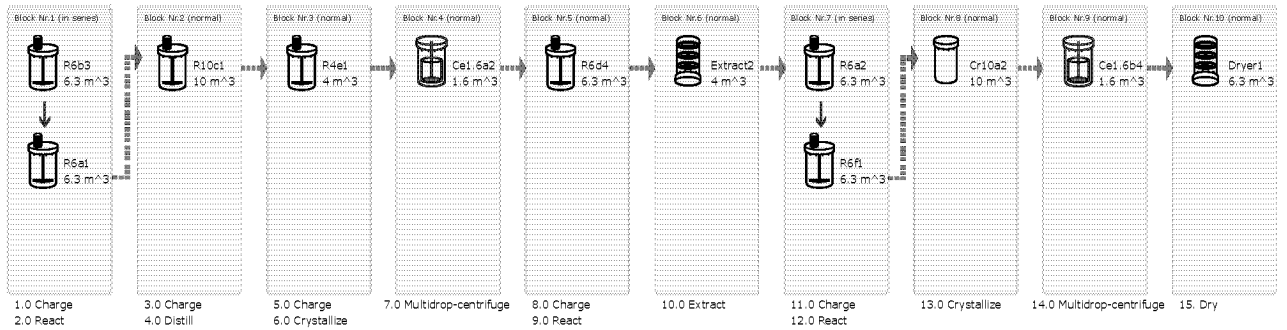 Block Nr.1 (in series)
R6b3
6.3 m^3
R6a1
6.3 m^3
1.0 Charge
2.0 React
Block Nr.2 (normal)
R10c1
10 m^3
3.0 Charge
4.0 Distill
Block Nr.3 (normal)
R4e1
4 m^3
5.0 Charge
6.0 Crystallize
Block Nr.4 (normal)
Ce1.6a2
1.6 m^3
7.0 Multidrop-centrifuge
Block Nr.5 (normal)
R6d4
6.3 m^3
8.0 Charge
9.0 React
Block Nr.6 (normal)
Extract2
4 m^3
10.0 Extract
Block Nr.7 (in series)
R6a2
6.3 m^3
R6f1
6.3 m^3
11.0 Charge
12.0 React
Block Nr.8 (normal)
Cr10a2
10 m^3
13.0 Crystallize
Block Nr.9 (normal)
Ce1.6b4
1.6 m^3
14.0 Multidrop-centrifuge
Block Nr.10 (normal)
Dryer1
6.3 m^3
15. Dry